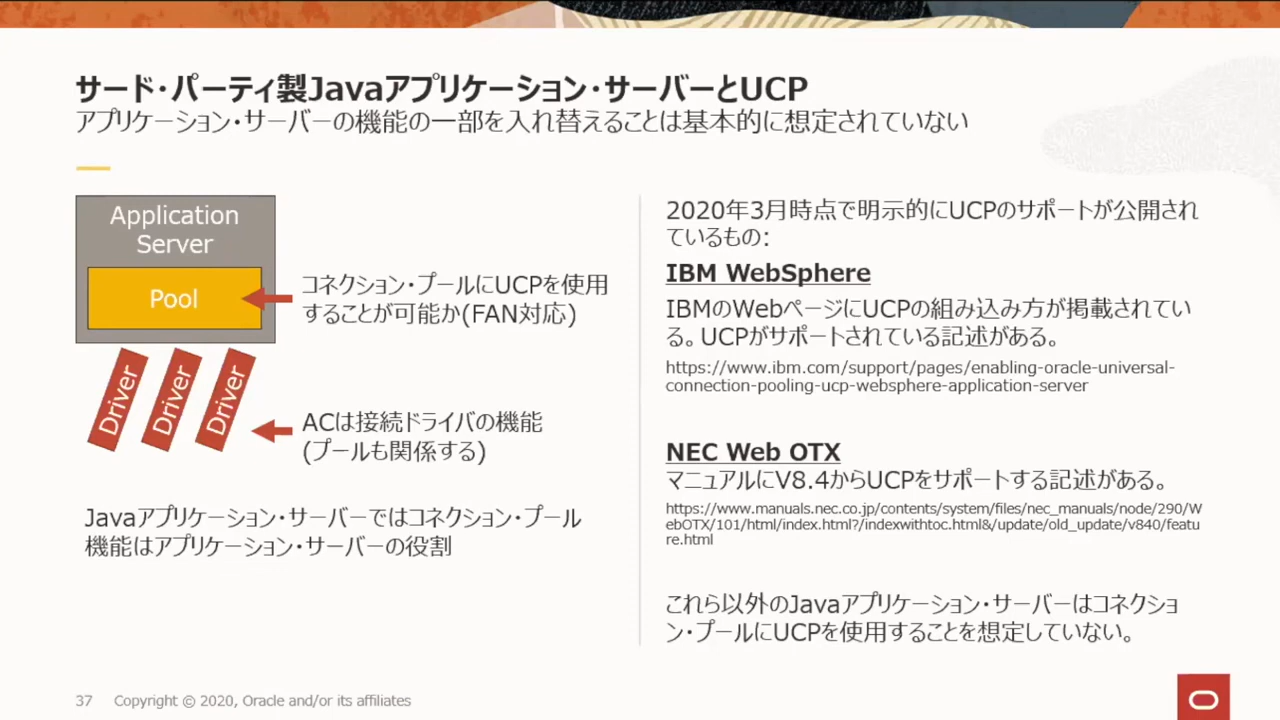 サード・パーティ製JavaアプリケーションサーバーとUCP
アプリケーション・サーバーの機能の一部を入れ替えることは基本的に想定されていない
Application
Server
Pool
コネクション・プールにUCPを使用
することが可能か(FAN対応)
Driver
Driver
Driver
ACは接続ドライバの機能
(プールも関係する)
Javaアプリケーション・サーバーではコネクション・プール
機能はアプリケーション・サーバーの役割
2020年3月時点で明示的にUCPのサポートが公開され
ているもの:
IBM WebSphere
IBMのWebページにUCPの組み込み方が掲載されてい
る。UCPがサポートされている記述がある。
https://www.ibm.com/support/pages/enabling-oracle-universal-
connection-pooling-ucp-websphere-application-server
NEC Web OTX
マニュアルにV8.4からUCPをサポートする記述がある。
https://www.manuals.nec.co.jp/contents/system/files/nec_manuals/node/290/W
ebOTX/101/html/index.html?/indexwithtoc.html&/update/old_update/v840/featu
re.html
これら以外のJavaアプリケーション・サーバーはコネクショ
ン・プールにUCPを使用することを想定していない。
37 Copyright © 2020, Oracle and/or its affiliates